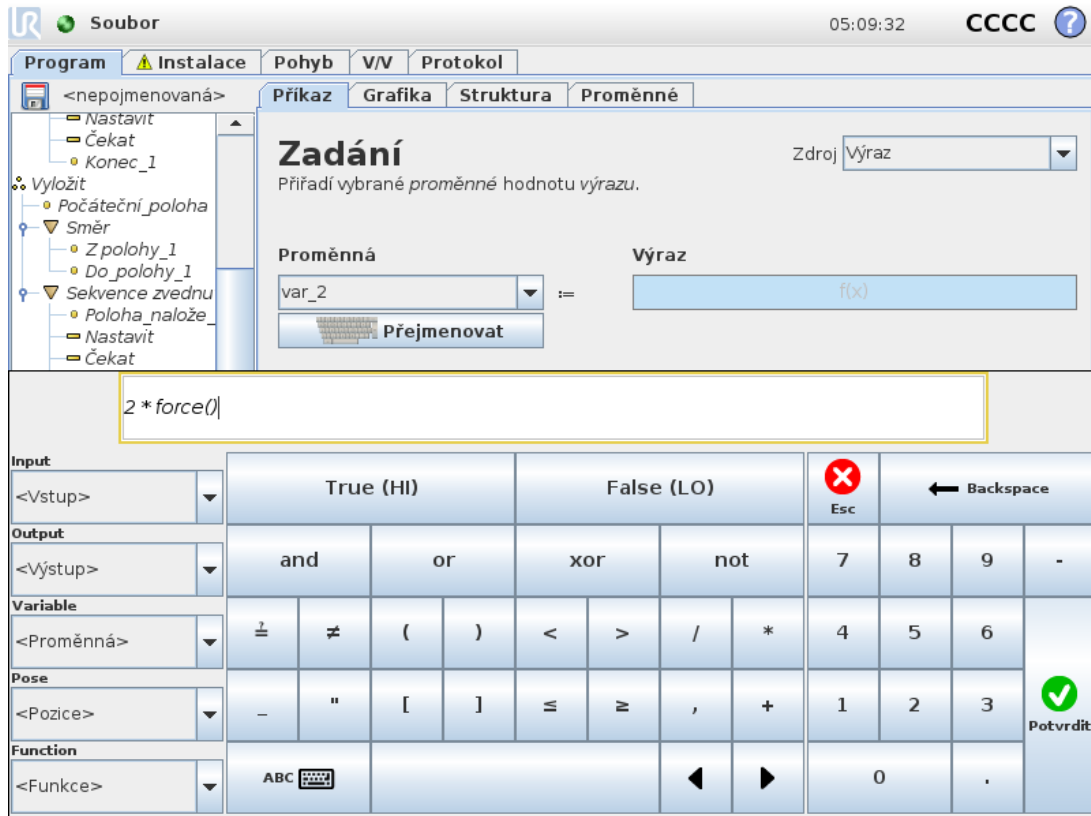 Soubor 05:09:32 CCCC ?
Program Instalace Pohyb V/V Protokol
<nepojmenovaná> Příkaz Grafika Struktura Proměnné
Nastavit
Čekat
Konec_1
Vyložit
Počáteční_poloha
Směr
Z polohy_1
Do_polohy_1
Sekvence zvednu
Poloha_nalože_
Nastavit
Čekat
Zadání
Zdroj Výraz
Přiřadí vybrané proměnné hodnotu výrazu.
Proměnná Výraz
var_2 := f(x)
Přejmenovat
2 * force()
Input
<Vstup>
Output
<Výstup>
Variable
<Proměnná>
Pose
<Pozice>
Function
<Funkce>
True (HI) False (LO) Esc Backspace
and or xor not 7 8 9 -
≟ ≠ ( ) < > / * 4 5 6
_ " [ ] ≤ ≥ , + 1 2 3 Potvrdit
ABC 0 .